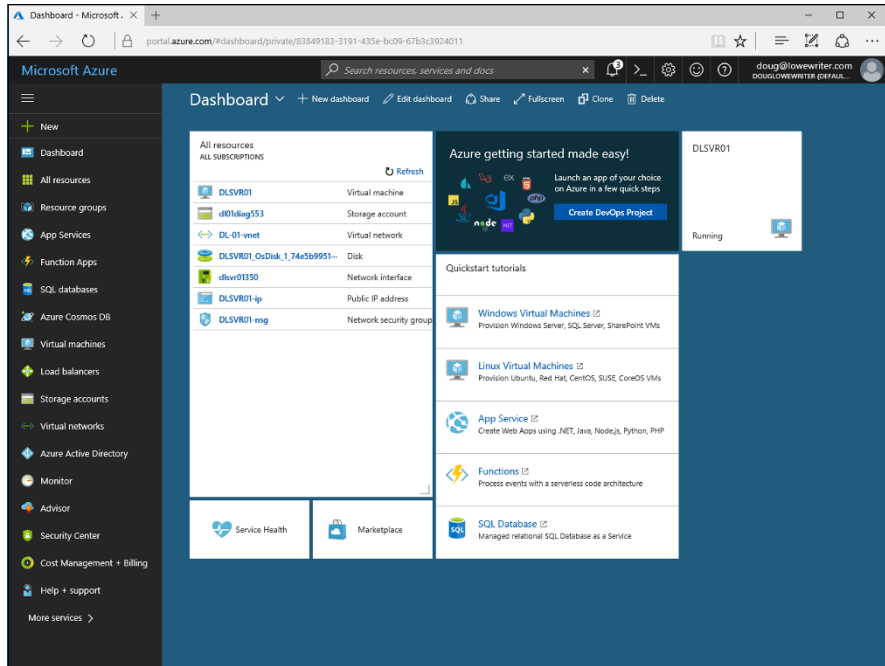 Dashboard - Microsoft A
portal.azure.com/#dashboard/private/83849183-3191-435e-bc09-67b3c3924011
Microsoft Azure
Search resources, services and docs
3
doug@lowewriter.com
DOUGLOWEWRITER (DEFAUL...
Dashboard
New dashboard
Edit dashboard
Share
Fullscreen
Clone
Delete
New
Dashboard
All resources
Resource groups
App Services
Function Apps
SQL databases
Azure Cosmos DB
Virtual machines
Load balancers
Storage accounts
Virtual networks
Azure Active Directory
Monitor
Advisor
Security Center
Cost Management + Billing
Help + support
More services
All resources
ALL SUBSCRIPTIONS
Refresh
DLSVR01 Virtual machine
dl01diag553 Storage account
DL-01-vnet Virtual network
DLSVR01_OsDisk_1_74e5b9951... Disk
dlsvr01350 Network interface
DLSVR01-ip Public IP address
DLSVR01-nsg Network security group
Service Health
Marketplace
Azure getting started made easy!
Launch an app of your choice
on Azure in a few quick steps
Create DevOps Project
EX
JS
php
node
.NET
Quickstart tutorials
Windows Virtual Machines
Provision Windows Server, SQL Server, SharePoint VMs
Linux Virtual Machines
Provision Ubuntu, Red Hat, CentOS, SUSE, CoreOS VMs
App Service
Create Web Apps using .NET, Java, Node.js, Python, PHP
Functions
Process events with a serverless code architecture
SQL
SQL Database
Managed relational SQL Database as a Service
DLSVR01
Running